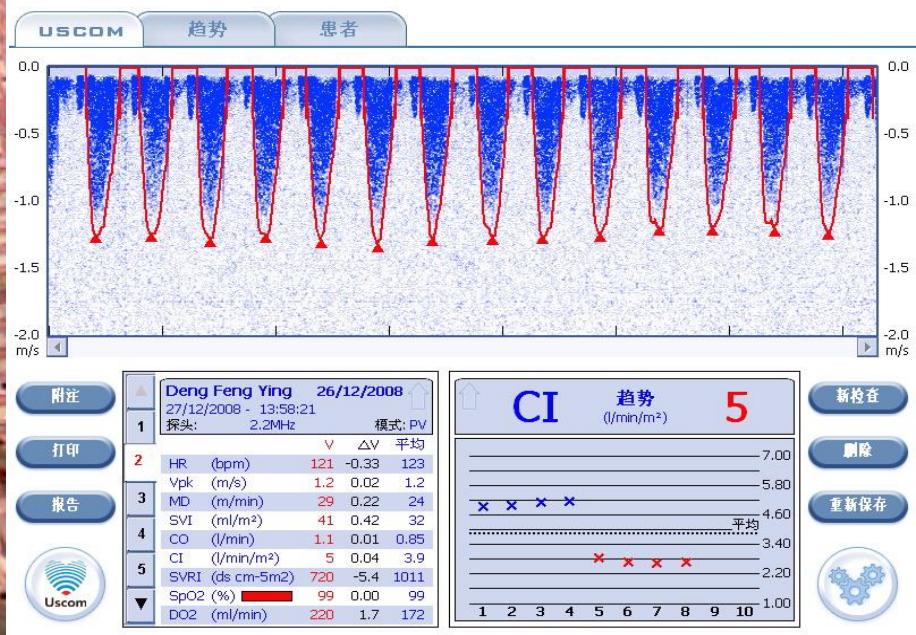 USCOM 趋势 患者
0.0 0.0
-0.5 -0.5
-1.0 -1.0
-1.5 -1.5
-2.0 -2.0
m/s m/s
附注
打印
报告
Uscom
1
2
3
4
5
Deng Feng Ying 26/12/2008
27/12/2008 - 13:58:21
探头: 2.2MHz 模式: PV
V △V 平均
HR (bpm) 121 -0.33 123
Vpk (m/s) 1.2 0.02 1.2
MD (m/min) 29 0.22 24
SVI (ml/m²) 41 0.42 32
CO (l/min) 1.1 0.01 0.85
CI (l/min/m²) 5 0.04 3.9
SVRI (ds cm-5m2) 720 -5.4 1011
SpO2 (%) 99 0.00 99
DO2 (ml/min) 220 1.7 172
CI 趋势 5
(l/min/m²)
7.00
5.80
4.60
平均
3.40
2.20
1.00
1 2 3 4 5 6 7 8 9 10
新检查
删除
重新保存